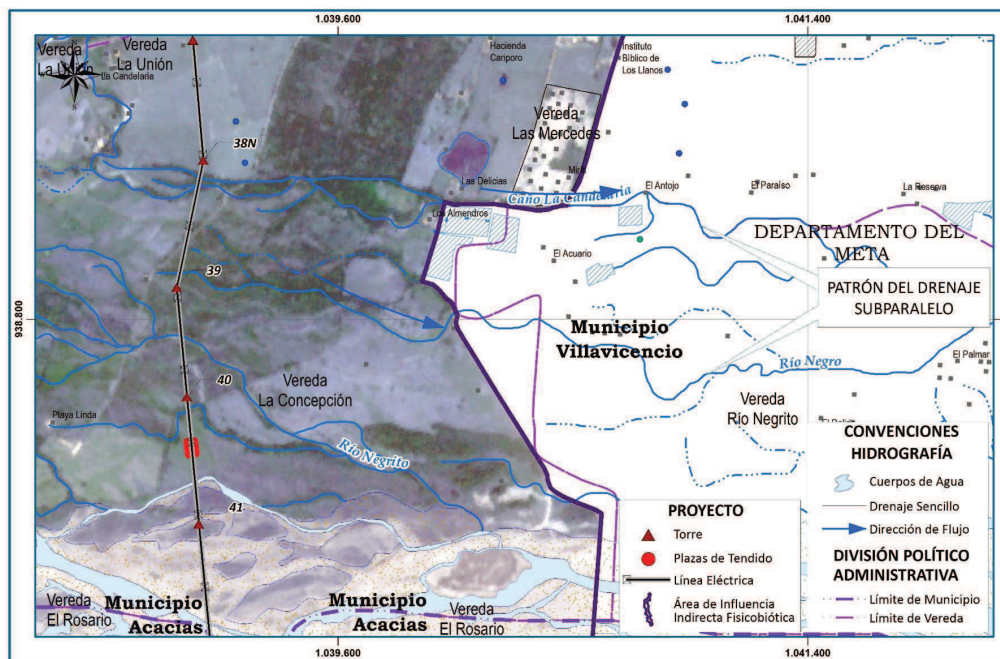 1.039.600
1.041.400
938.800
Vereda
La Unión
Vereda
La Unión
La Candelaria
N
S
38N
Hacienda
Cariporo
Instituto
Bíblico de
Los Llanos
Vereda
Las Mercedes
Las Delicias
Caño La Candelaria
El Antojo
El Paraíso
La Reserva
Los Almendros
El Acuario
DEPARTAMENTO DEL
META
PATRÓN DEL DRENAJE
SUBPARALELO
39
Municipio
Villavicencio
Río Negro
El Palmar
40
Vereda
La Concepción
Playa Linda
Río Negrito
Vereda
Río Negrito
41
Vereda
El Rosario
Municipio
Acacias
Municipio
Acacias
Vereda
El Rosario
PROYECTO
Torre
Plazas de Tendido
Línea Eléctrica
Área de Influencia
Indirecta Fisicobiótica
CONVENCIONES
HIDROGRAFÍA
Cuerpos de Agua
Drenaje Sencillo
Dirección de Flujo
DIVISIÓN POLÍTICO
ADMINISTRATIVA
Límite de Municipio
Límite de Vereda
1.039.600
1.041.400